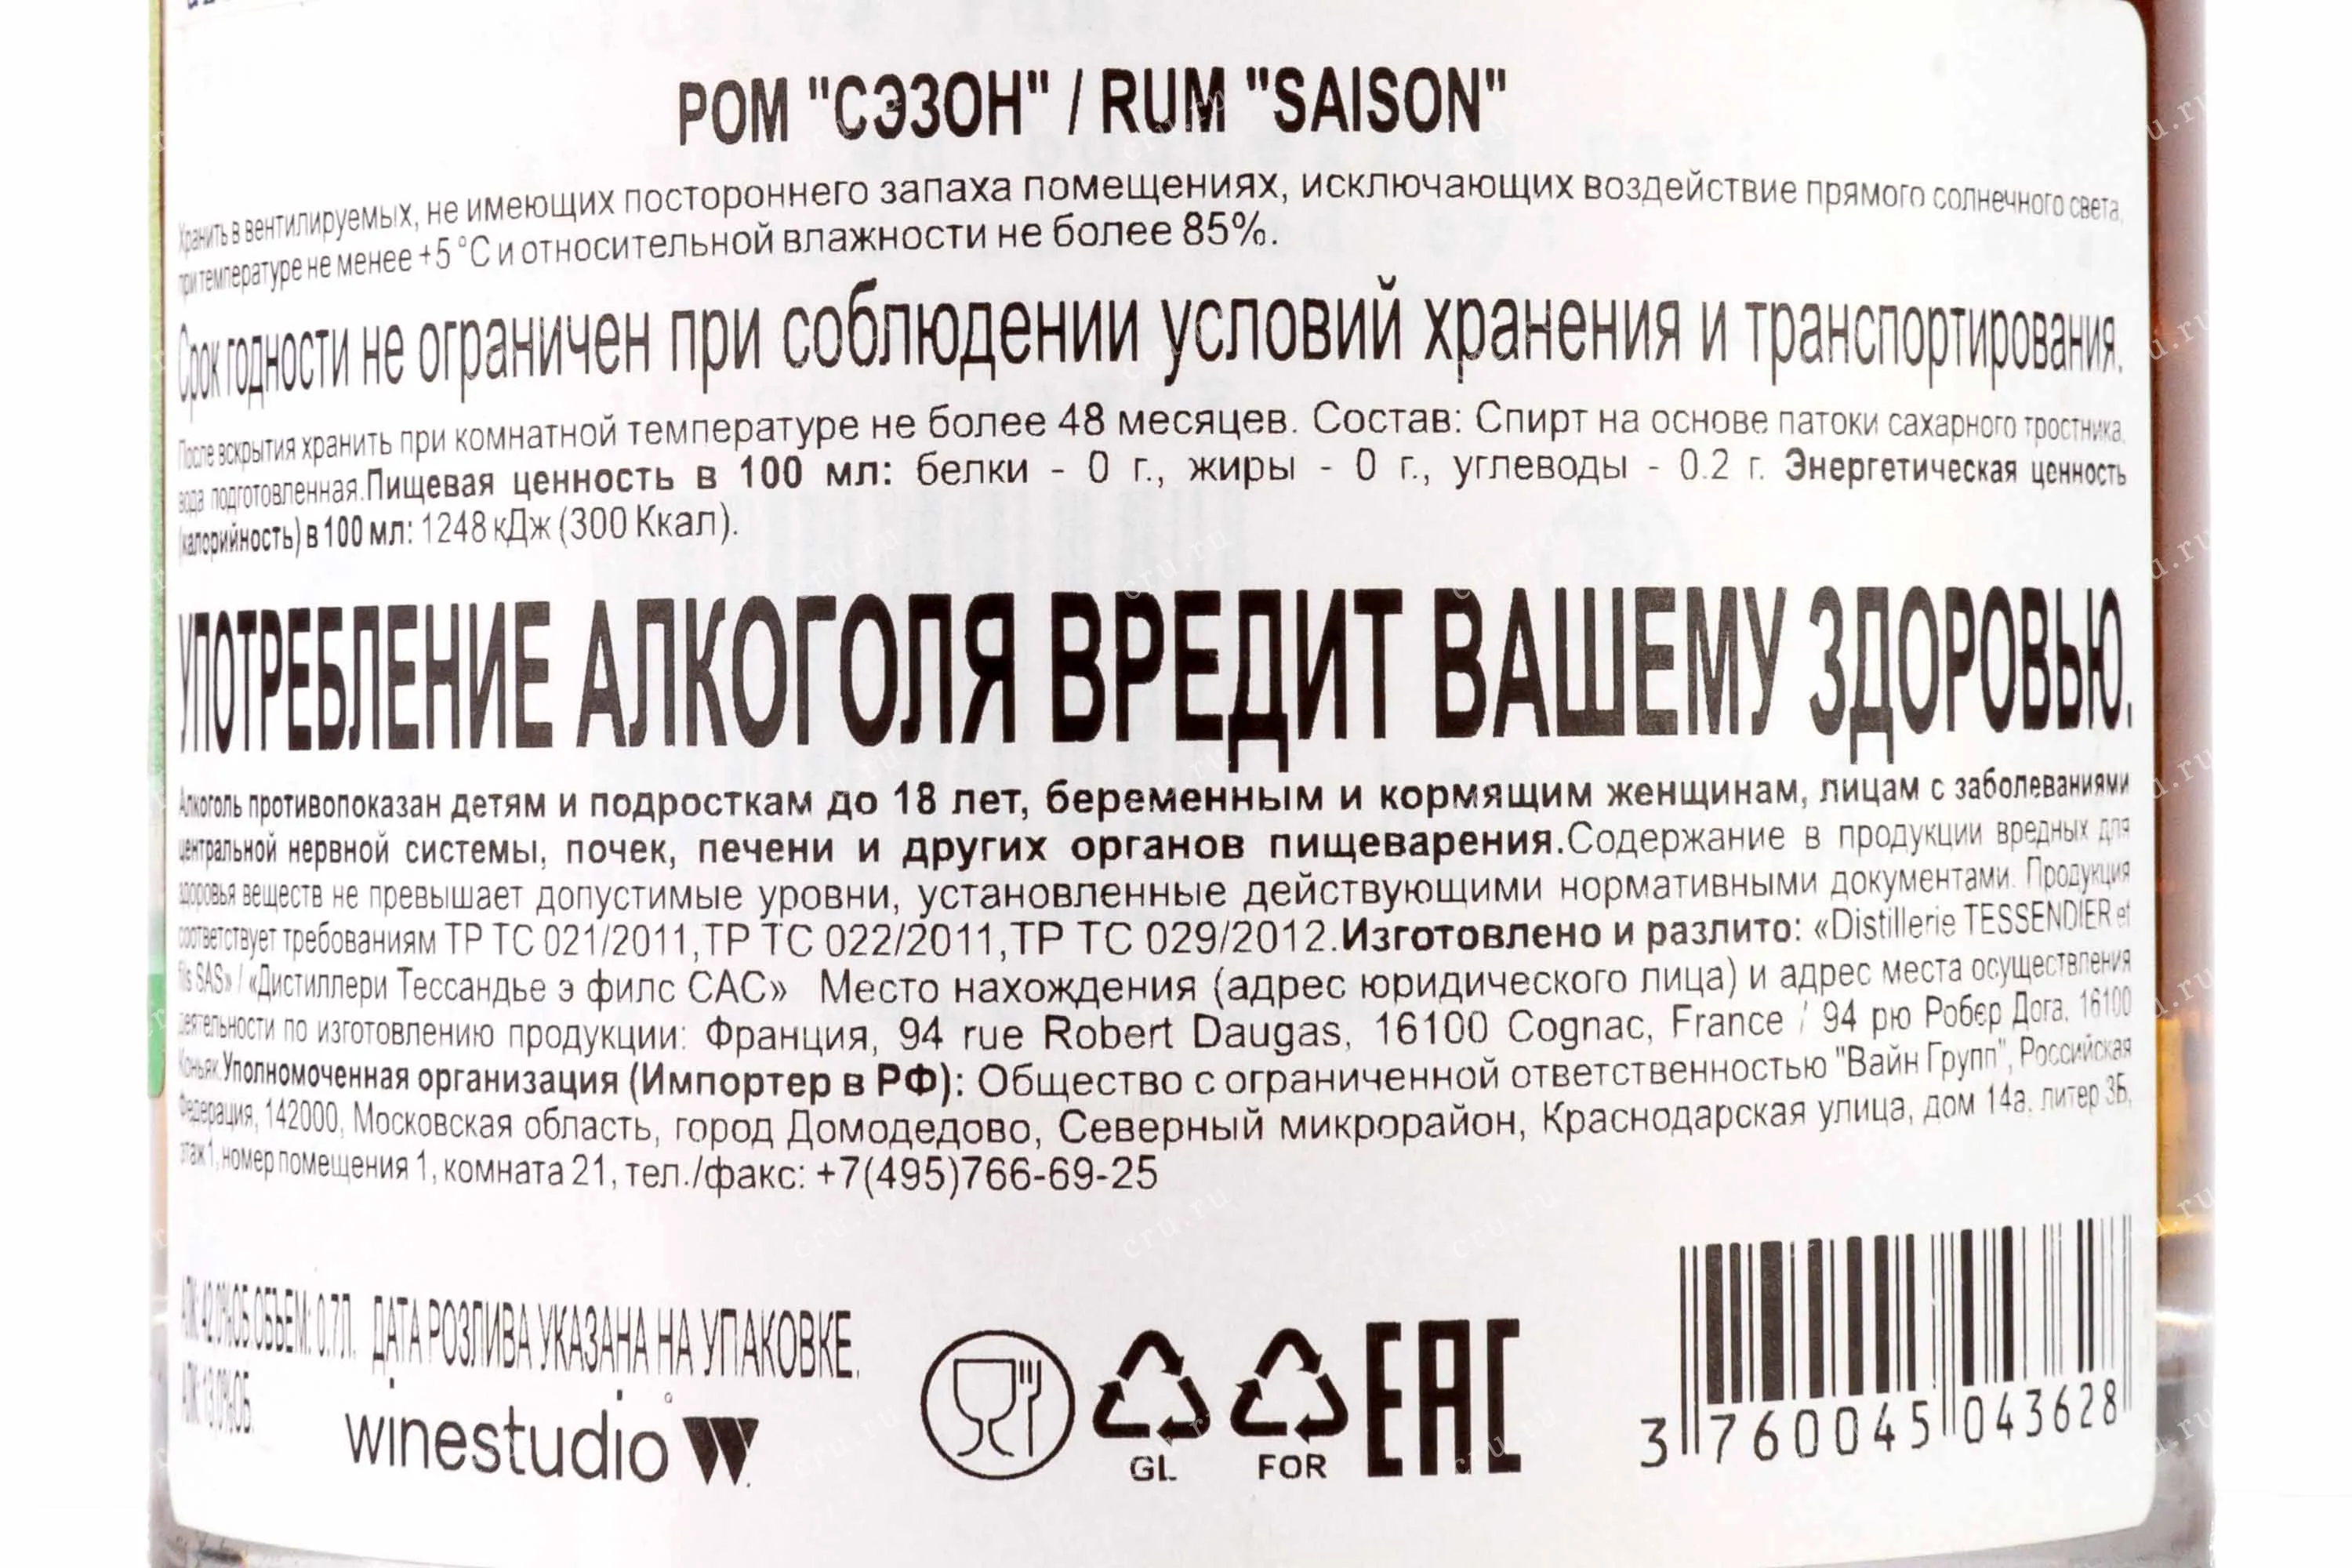 РОМ "СЭЗОН" / RUM "SAISON"
Хранить в вентилируемых, не имеющих постороннего запаха помещениях, исключающих воздействие прямого солнечного света,
при температуре не менее +5 °C и относительной влажности не более 85%.
Срок годности не ограничен при соблюдении условий хранения и транспортирования.
После вскрытия хранить при комнатной температуре не более 48 месяцев. Состав: Спирт на основе патоки сахарного тростника,
вода подготовленная.Пищевая ценность в 100 мл: белки - 0 г., жиры - 0 г., углеводы - 0.2 г. Энергетическая ценность
(калорийность) в 100 мл: 1248 кДж (300 Ккал).
УПОТРЕБЛЕНИЕ АЛКОГОЛЯ ВРЕДИТ ВАШЕМУ ЗДОРОВЬЮ.
Алкоголь противопоказан детям и подросткам до 18 лет, беременным и кормящим женщинам, лицам с заболеваниями
центральной нервной системы, почек, печени и других органов пищеварения.Содержание в продукции вредных для
здоровья веществ не превышает допустимые уровни, установленные действующими нормативными документами. Продукция
соответствует требованиям ТР ТС 021/2011,ТР ТС 022/2011,ТР ТС 029/2012.Изготовлено и разлито: «Distillerie TESSENDIER et
fils SAS» / «Дистиллери Тессандье э филс САС» Место нахождения (адрес юридического лица) и адрес места осуществления
деятельности по изготовлению продукции: Франция, 94 rue Robert Daugas, 16100 Cognac, France / 94 рю Робер Дога, 16100
Коньяк.Уполномоченная организация (Импортер в РФ): Общество с ограниченной ответственностью "Вайн Групп", Российская
Федерация, 142000, Московская область, город Домодедово, Северный микрорайон, Краснодарская улица, дом 14а, литер 3Б,
этаж 1, номер помещения 1, комната 21, тел./факс: +7(495)766-69-25
АЛК: 42,0%ОБ.ОБЪЕМ: 0.7Л. ДАТА РОЗЛИВА УКАЗАНА НА УПАКОВКЕ.
winestudio W
GL FOR EAC
3 760045 043628
cru.ru